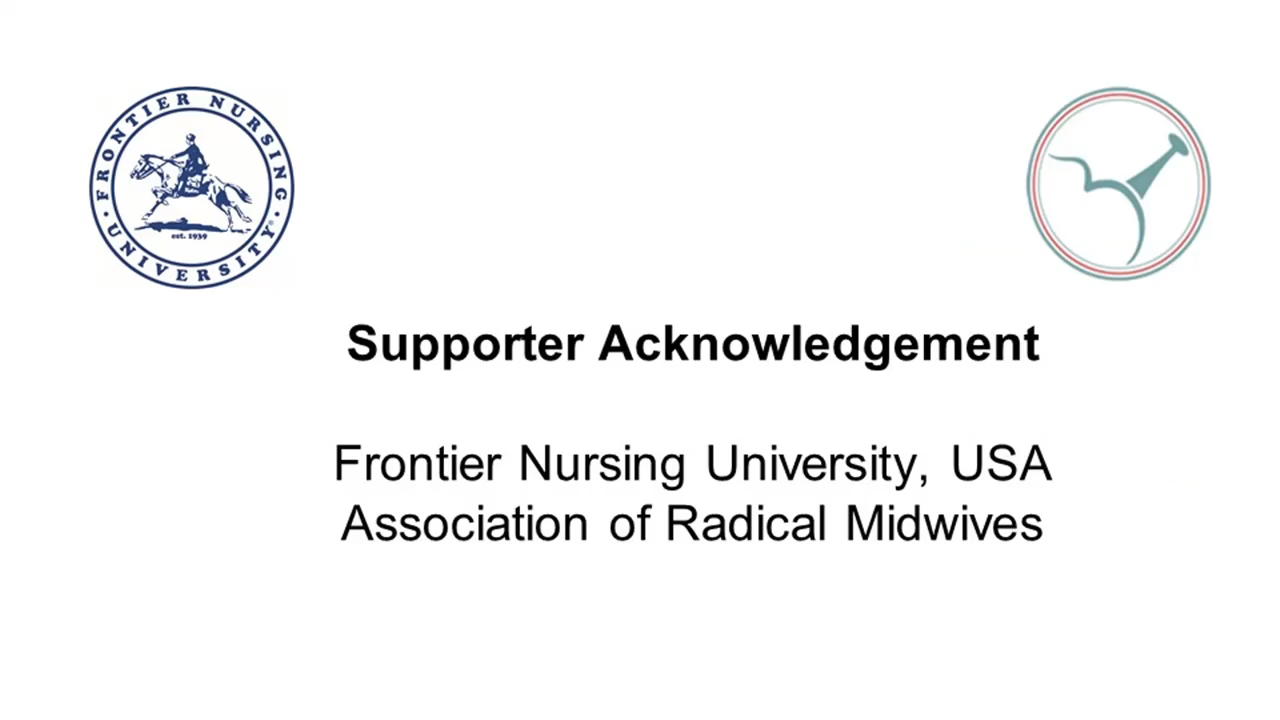 FRONTIER NURSING
UNIVERSITY
est. 1939
Supporter Acknowledgement
Frontier Nursing University, USA
Association of Radical Midwives